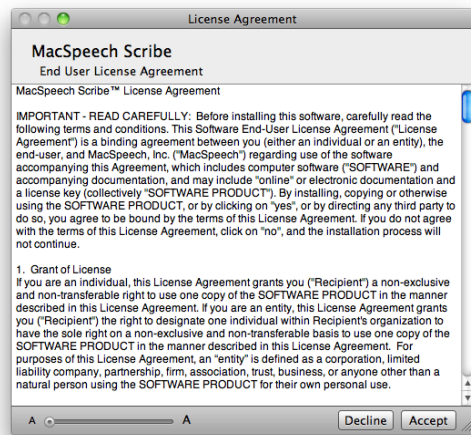 License Agreement
MacSpeech Scribe
End User License Agreement
MacSpeech Scribe™ License Agreement
IMPORTANT - READ CAREFULLY:  Before installing this software, carefully read the
following terms and conditions. This Software End-User License Agreement ("License
Agreement") is a binding agreement between you (either an individual or an entity), the
end-user, and MacSpeech, Inc. ("MacSpeech") regarding use of the software
accompanying this Agreement, which includes computer software ("SOFTWARE") and
accompanying documentation, and may include "online" or electronic documentation and
a license key (collectively "SOFTWARE PRODUCT"). By installing, copying or otherwise
using the SOFTWARE PRODUCT, or by clicking on "yes", or by directing any third party to
do so, you agree to be bound by the terms of this License Agreement. If you do not agree
with the terms of this License Agreement, click on "no", and the installation process will
not continue.
1.  Grant of License
If you are an individual, this License Agreement grants you ("Recipient") a non-exclusive
and non-transferable right to use one copy of the SOFTWARE PRODUCT in the manner
described in this License Agreement. If you are an entity, this License Agreement grants
you ("Recipient") the right to designate one individual within Recipient's organization to
have the sole right on a non-exclusive and non-transferable basis to use one copy of the
SOFTWARE PRODUCT in the manner described in this License Agreement.  For
purposes of this License Agreement, an "entity" is defined as a corporation, limited
liability company, partnership, firm, association, trust, business, or anyone other than a
natural person using the SOFTWARE PRODUCT for their own personal use.
A A Decline Accept